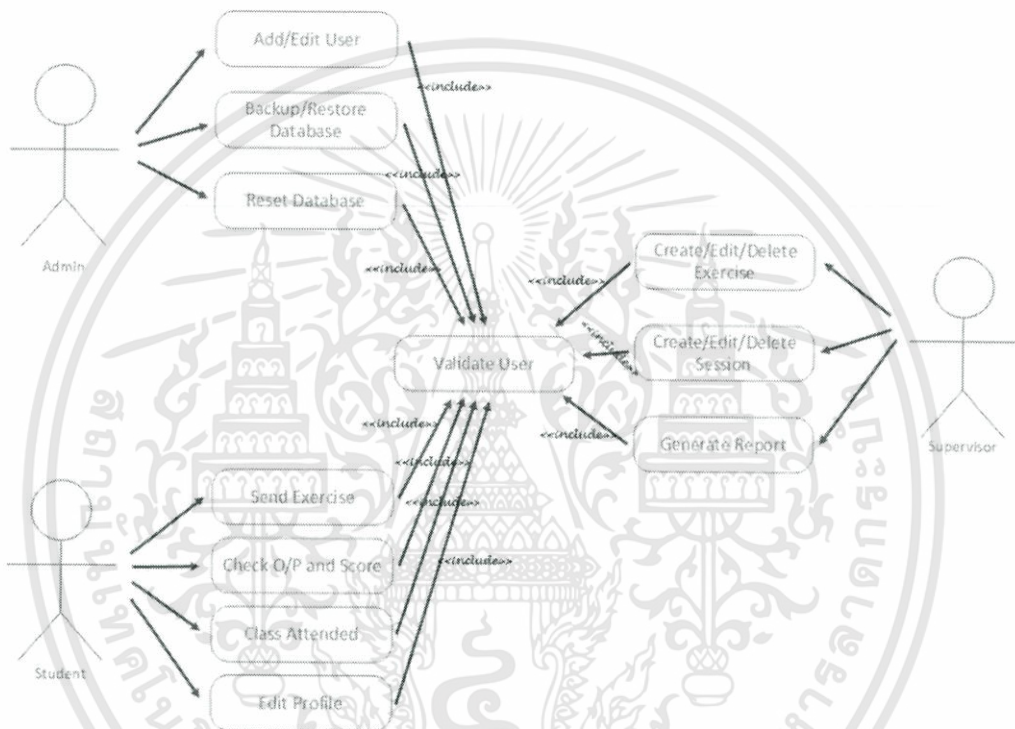 Add/Edit User
<<include>>
Backup/Restore
Database
<<include>>
Reset Database
Admin
<<include>>
Create/Edit/Delete
Exercise
<<include>>
Validate User
<<include>>
Create/Edit/Delete
Session
<<include>>
Generate Report
Supervisor
<<include>>
<<include>>
Send Exercise
<<include>>
Check O/P and Score
<<include>>
Class Attended
Student
Edit Profile